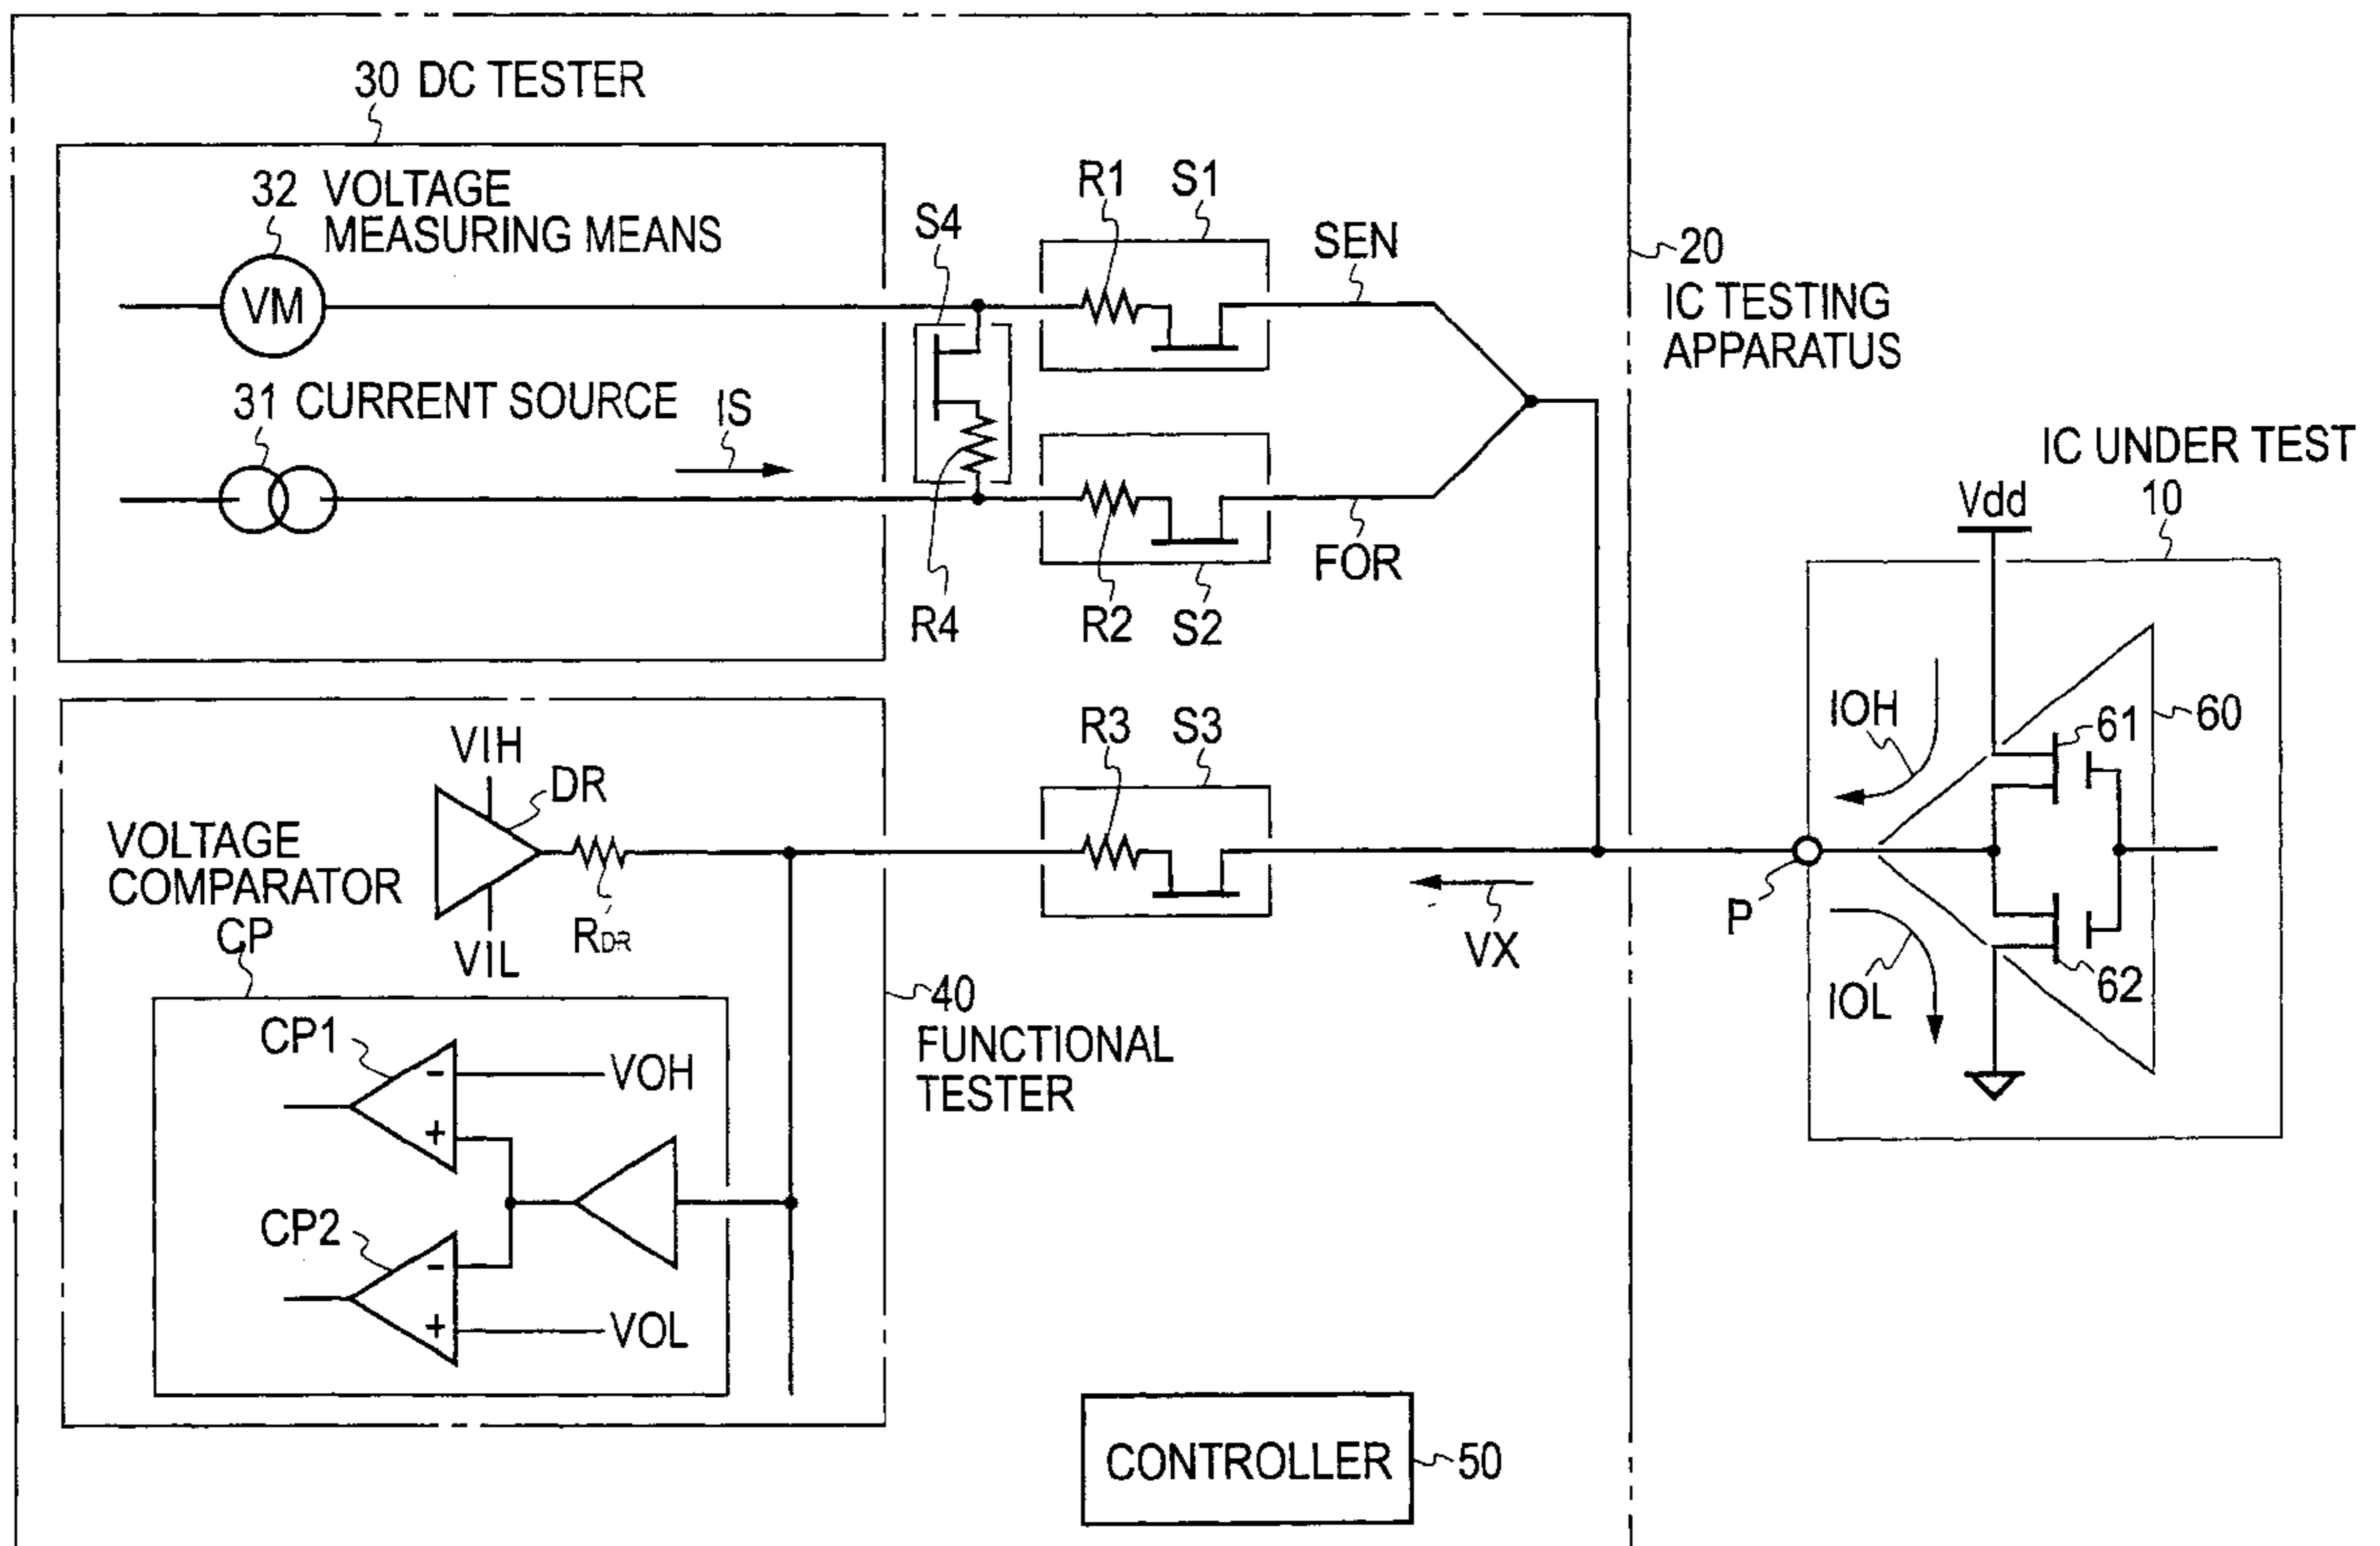 30 DC TESTER
32 VOLTAGE
MEASURING MEANS
VM
31 CURRENT SOURCE
IS
S4
R1
S1
SEN
20
IC TESTING
APPARATUS
R4
R2
S2
FOR
IC UNDER TEST
10
Vdd
VIH
DR
VIL
RDR
R3
S3
VX
P
IOH
IOL
61
60
62
VOLTAGE
COMPARATOR
CP
CP1
-
+
VOH
CP2
-
+
VOL
40
FUNCTIONAL
TESTER
CONTROLLER
50